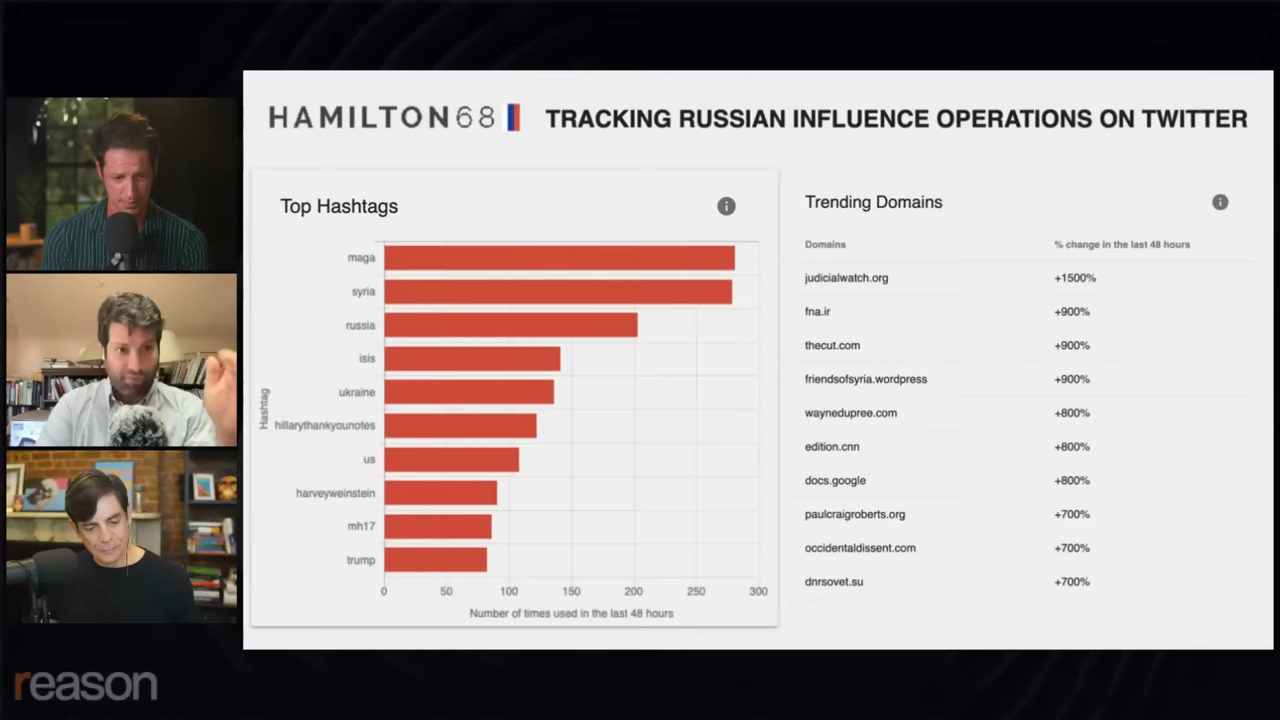 HAMILTON68 TRACKING RUSSIAN INFLUENCE OPERATIONS ON TWITTER
Top Hashtags
maga
syria
russia
isis
ukraine
hillarythankyounotes
us
harveyweinstein
mh17
trump
Hashtag
0 50 100 150 200 250 300
Number of times used in the last 48 hours
Trending Domains
Domains % change in the last 48 hours
judicialwatch.org +1500%
fna.ir +900%
thecut.com +900%
friendsofsyria.wordpress +900%
waynedupree.com +800%
edition.cnn +800%
docs.google +800%
paulcraigroberts.org +700%
occidentaldissent.com +700%
dnrsovet.su +700%
reason